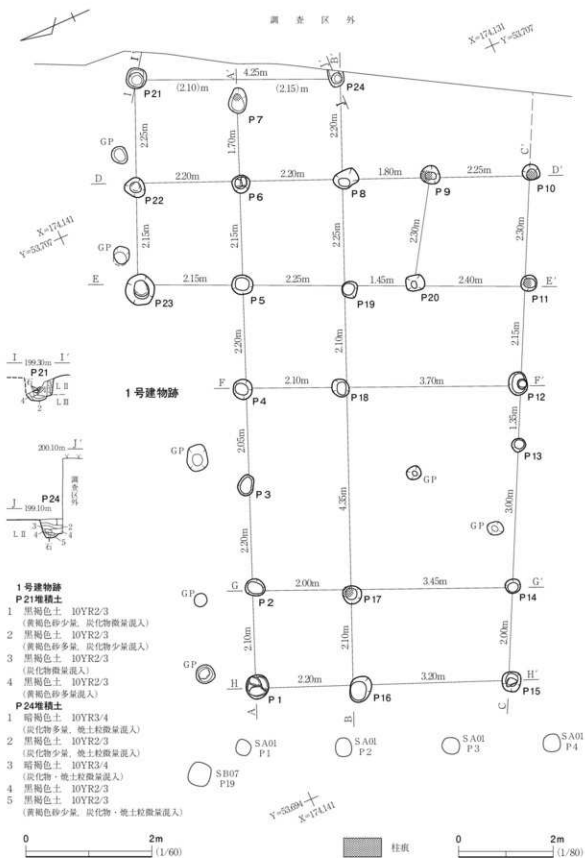 調査区外
X=174,131
Y=53,707
I'
I
A'
4.25m
A'
B'
P21
(2.10)m
(2.15)m
P24
J'
J
P7
2.25m
1.70m
2.20m
GP
C'
D
2.20m
2.20m
1.80m
2.25m
D'
P22
P6
P8
P9
P10
X=174,141
Y=53,707
2.15m
2.15m
2.25m
2.30m
2.30m
GP
E
2.15m
2.25m
1.45m
2.40m
E'
P23
P5
P19
P20
P11
2.20m
2.10m
2.15m
I 199.30m I'
P21
LⅡ
LⅢ
4
2
1号建物跡
F
2.10m
3.70m
F'
P4
P18
P12
1.35m
200.10m J'
調査区外
P24
J 199.10m
LⅡ
3
4
1
2
4
5
石
GP
2.05m
P3
4.35m
GP
P13
3.00m
GP
2.20m
G
2.00m
3.45m
G'
GP
P2
P17
P14
2.10m
2.10m
2.00m
GP
H
2.20m
3.20m
H'
P1
P16
P15
A
B
C
1号建物跡
P21堆積土
1 黒褐色土 10YR2/3
(黄褐色砂少量,炭化物微量混入)
2 黒褐色土 10YR2/3
(黄褐色砂多量,炭化物少量混入)
3 黒褐色土 10YR2/3
(炭化物微量混入)
4 黒褐色土 10YR2/3
(黄褐色砂多量混入)
P24堆積土
1 暗褐色土 10YR3/4
(炭化物多量,焼土粒微量混入)
2 黒褐色土 10YR2/3
(炭化物少量,焼土粒微量混入)
3 暗褐色土 10YR3/4
(炭化物・焼土粒微量混入)
4 黒褐色土 10YR2/3
5 黒褐色土 10YR2/3
(黄褐色砂少量,炭化物・焼土粒微量混入)
SA01
P1
SA01
P2
SA01
P3
SA01
P4
SB07
P19
Y=53,694
X=174,141
0 2m
(1/60)
柱痕
0 2m
(1/80)